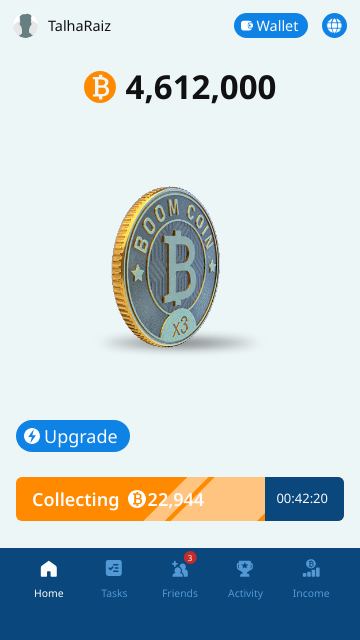 TalhaRaiz
Wallet
4,612,000
BOOM COIN
x3
Upgrade
Collecting 22,944
00:42:20
3
Home Tasks Friends Activity Income